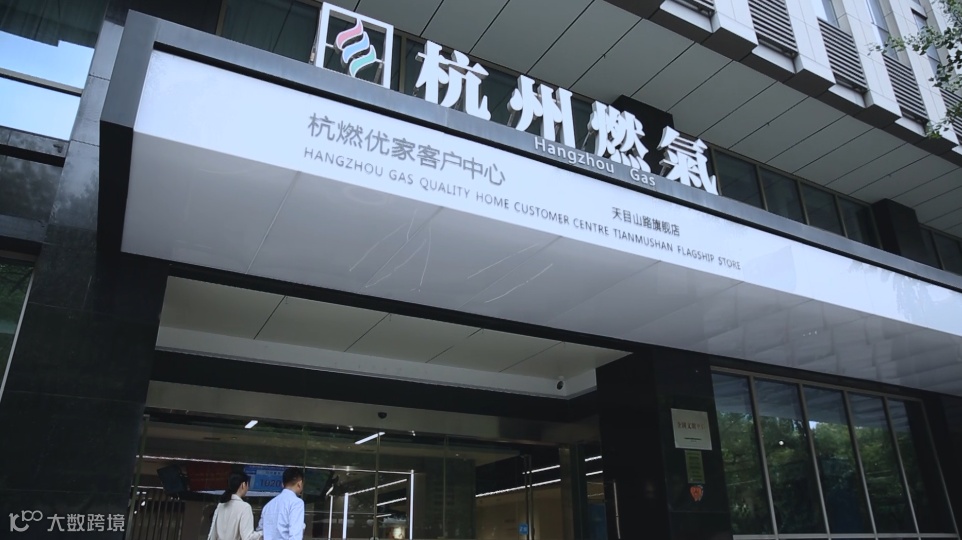 杭州燃氣
Hangzhou Gas
杭燃优家客户中心
HANGZHOU GAS QUALITY HOME CUSTOMER CENTRE TIANMUSHAN FLAGSHIP STORE
天目山路旗舰店
大数跨境